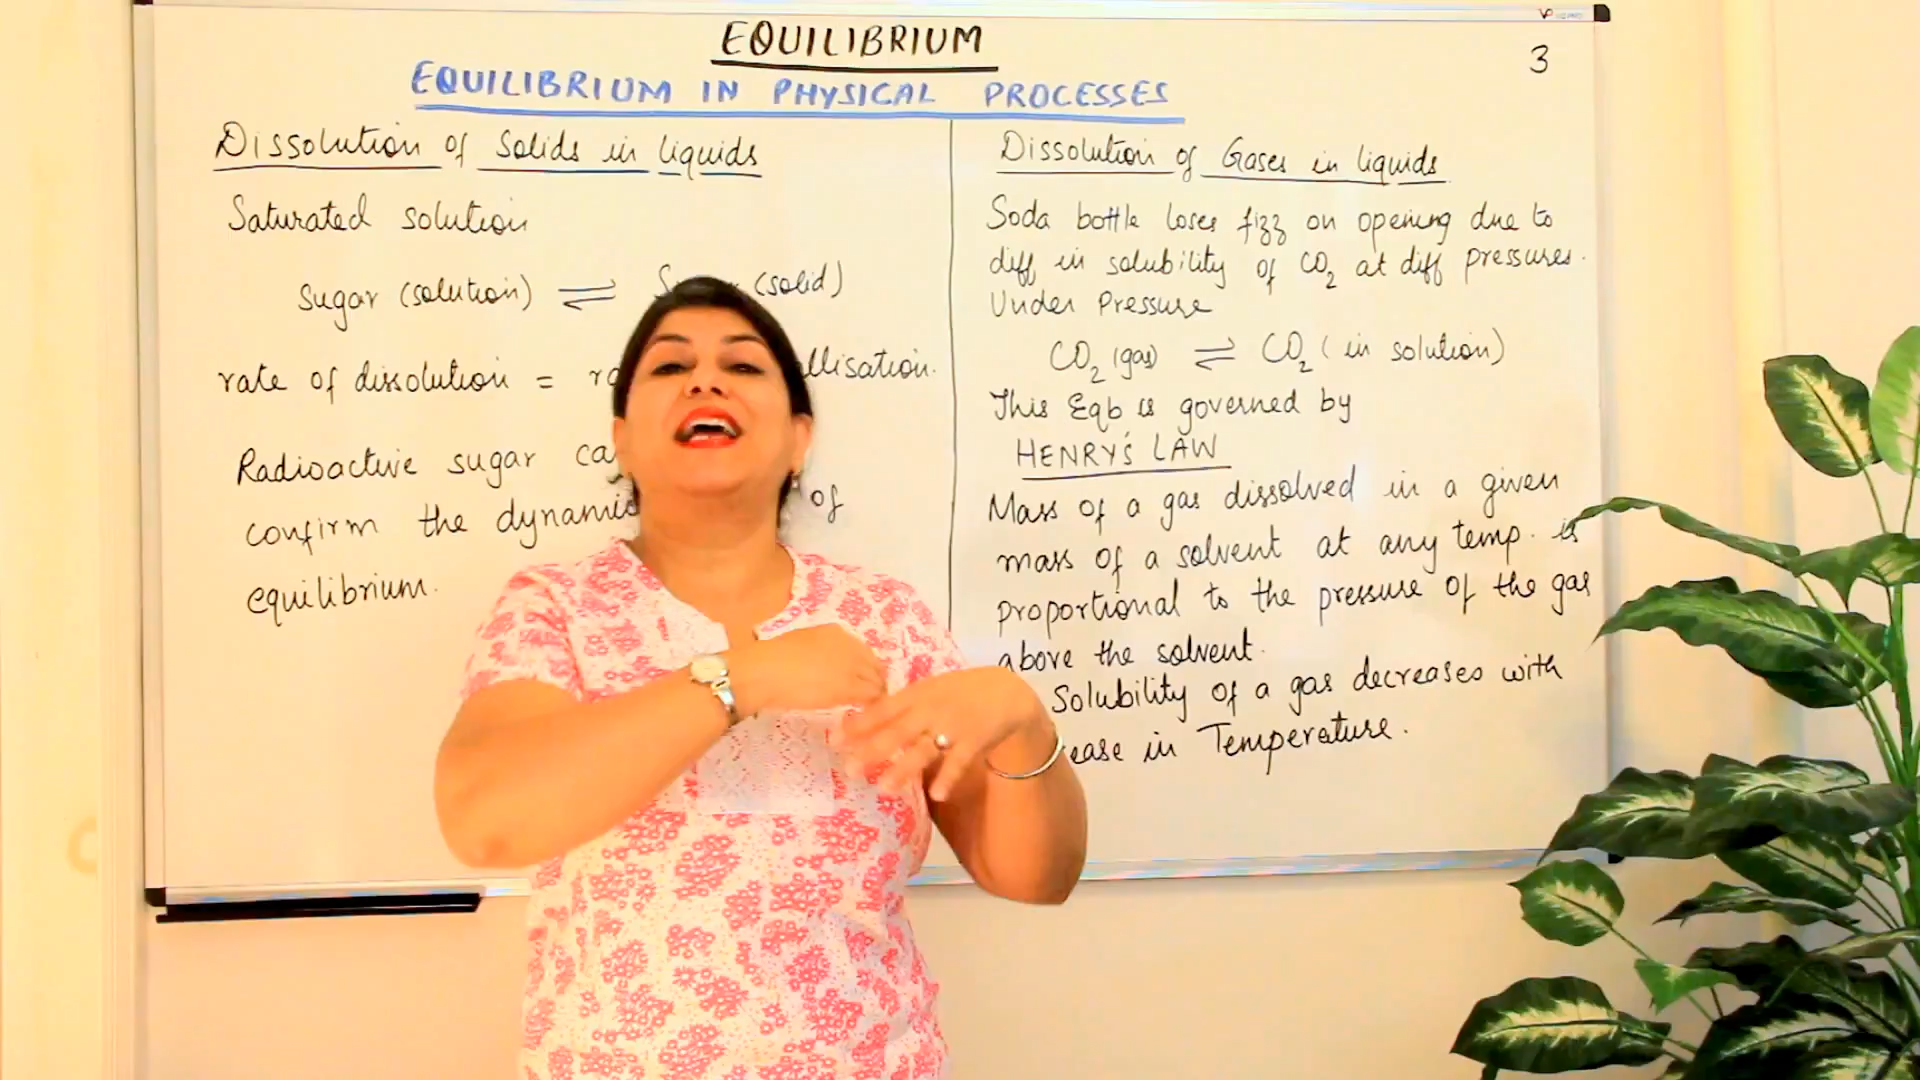 EQUILIBRIUM
3
EQUILIBRIUM IN PHYSICAL PROCESSES
Dissolution of Solids in liquids
Saturated solution
Sugar (solution) ⇌ (solid)
rate of dissolution =
Radioactive sugar
confirm the dynamic of
equilibrium.
Dissolution of Gases in liquids
Soda bottle loses fizz on opening due to
diff in solubility of CO2 at diff pressures.
Under Pressure
CO2 (gas) ⇌ CO2 (in solution)
This Eqb is governed by
HENRY'S LAW
Mass of a gas dissolved in a given
mass of a solvent at any temp. is
proportional to the pressure of the gas
above the solvent.
Solubility of a gas decreases with
in Temperature.